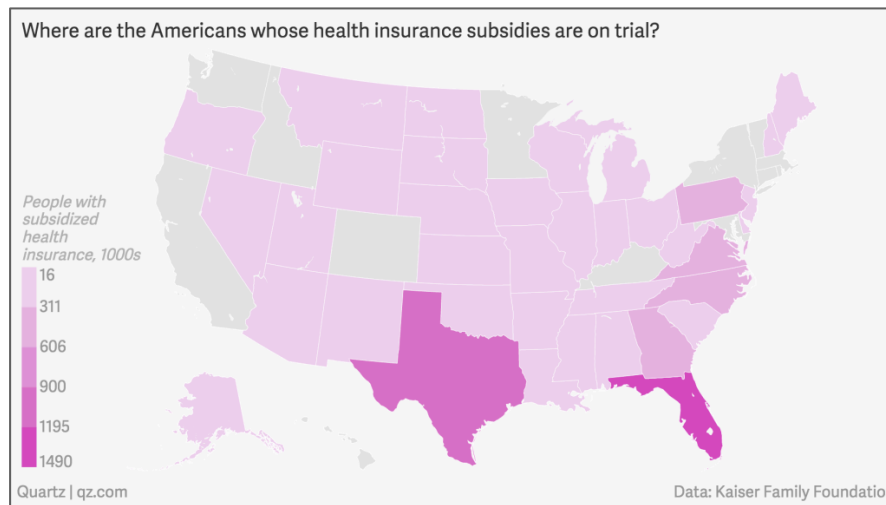 Where are the Americans whose health insurance subsidies are on trial?
People with
subsidized
health
insurance, 1000s
16
311
606
900
1195
1490
Quartz | qz.com
Data: Kaiser Family Foundatio